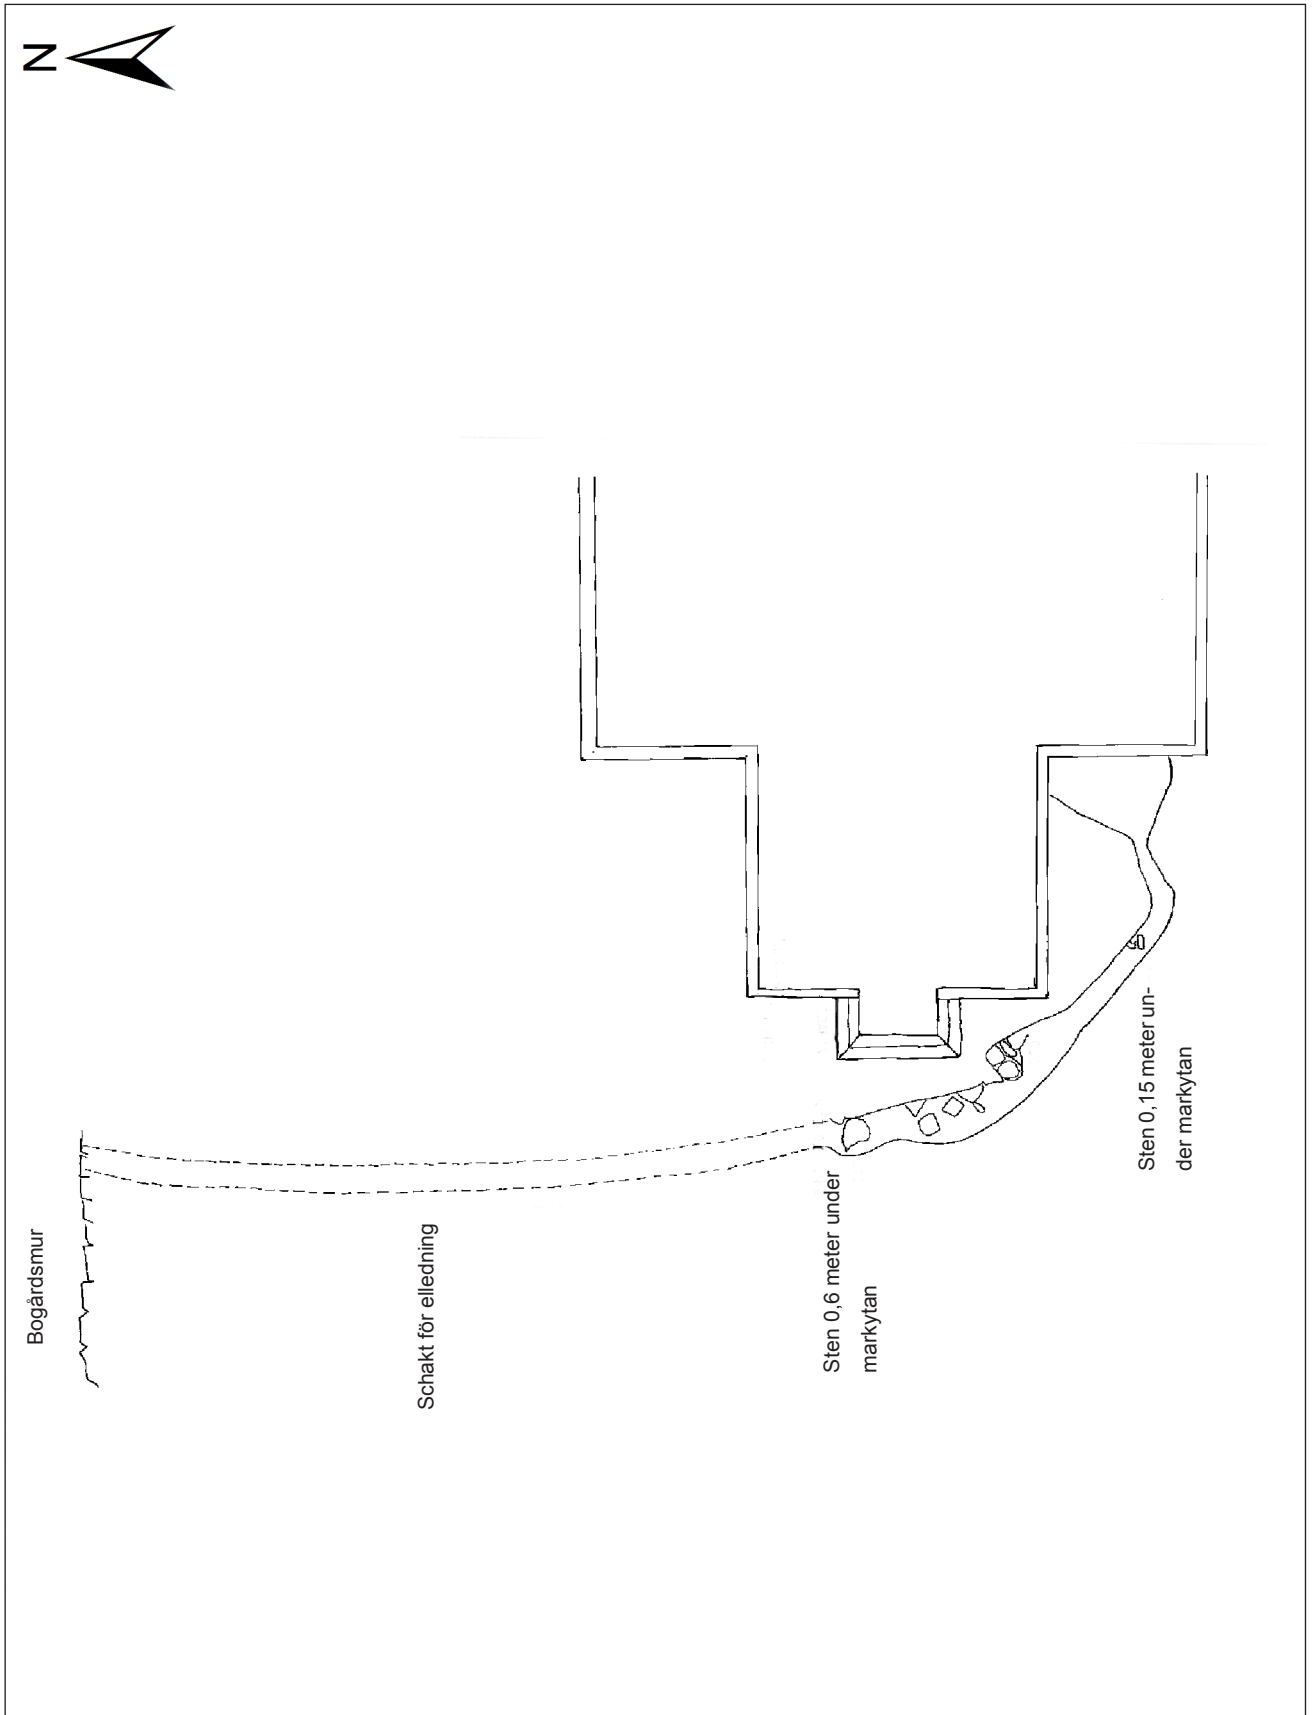 N
Bogårdsmur
Schakt för elledning
Sten 0,6 meter under
markytan
Sten 0,15 meter un-
der markytan